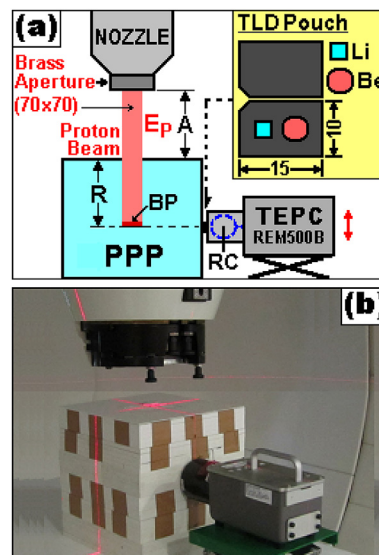 (a)
NOZZLE
TLD Pouch
Brass
Aperture
(70x70)
Li
Be
Proton
Beam
Ep
A
10
15
R
BP
TEPC
REM500B
PPP
RC
(b)